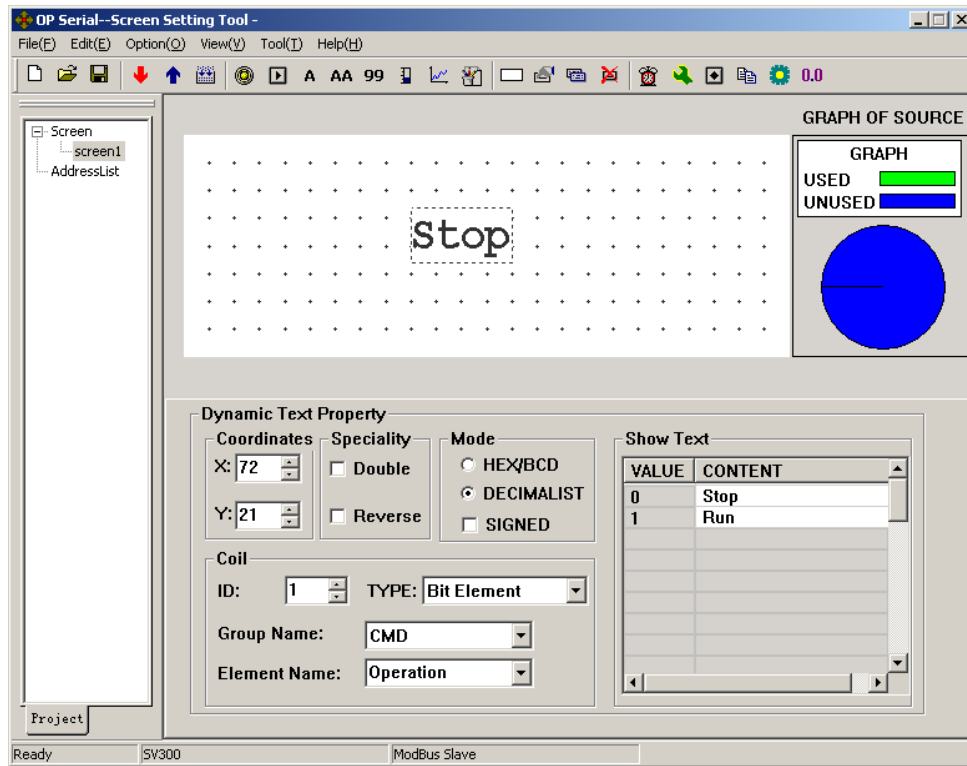 OP Serial--Screen Setting Tool -
File(F) Edit(E) Option(O) View(V) Tool(T) Help(H)
A AA 99 0.0
Screen
screen1
AddressList
Project
Stop
GRAPH OF SOURCE
GRAPH
USED
UNUSED
Dynamic Text Property
Coordinates
X: 72
Y: 21
Speciality
Double
Reverse
Mode
HEX/BCD
DECIMALIST
SIGNED
Coil
ID: 1 TYPE: Bit Element
Group Name: CMD
Element Name: Operation
Show Text
VALUE CONTENT
0 Stop
1 Run
Ready SV300 ModBus Slave